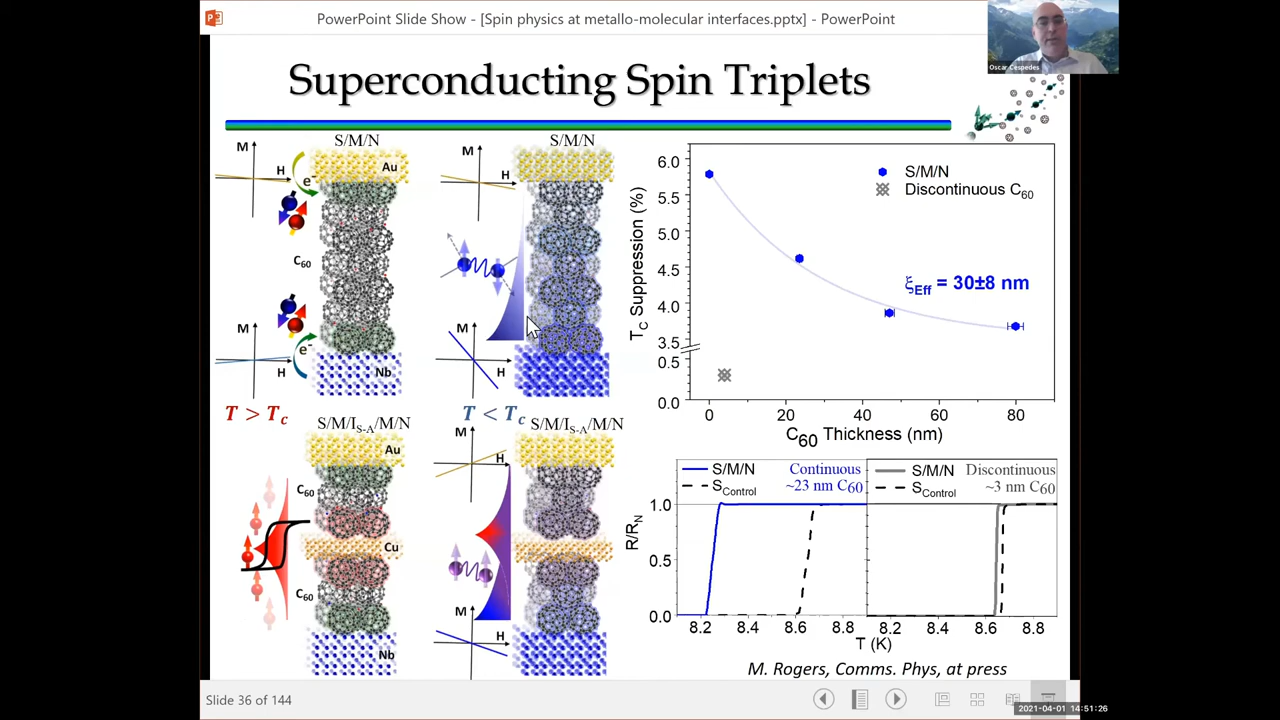 PowerPoint Slide Show - [Spin physics at metallo-molecular interfaces.pptx] - PowerPoint
Oscar Cespedes
Superconducting Spin Triplets
S/M/N
M
H
e-
Au
C60
M
H
e-
Nb
T > Tc
S/M/N
M
H
M
H
T < Tc
S/M/IS-A/M/N
Au
C60
Cu
C60
Nb
S/M/IS-A/M/N
M
H
M
H
TC Suppression (%)
6.0
5.5
5.0
4.5
4.0
3.5
0.5
0.0
S/M/N
Discontinuous C60
ξEff = 30±8 nm
0 20 40 60 80
C60 Thickness (nm)
R/RN
1.0
0.5
0.0
S/M/N
SControl
Continuous
~23 nm C60
S/M/N
SControl
Discontinuous
~3 nm C60
8.2 8.4 8.6 8.2 8.4 8.6 8.8
T (K)
M. Rogers, Comms. Phys, at press
Slide 36 of 144
2021-04-01 14:51:26